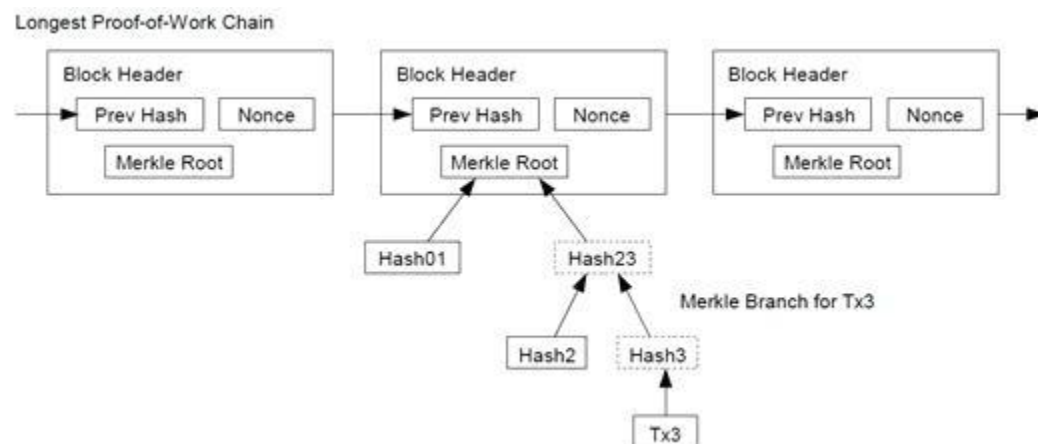 Longest Proof-of-Work Chain
Block Header Block Header Block Header
Prev Hash Nonce Prev Hash Nonce Prev Hash Nonce
Merkle Root Merkle Root Merkle Root
Hash01 Hash23
Merkle Branch for Tx3
Hash2 Hash3
Tx3